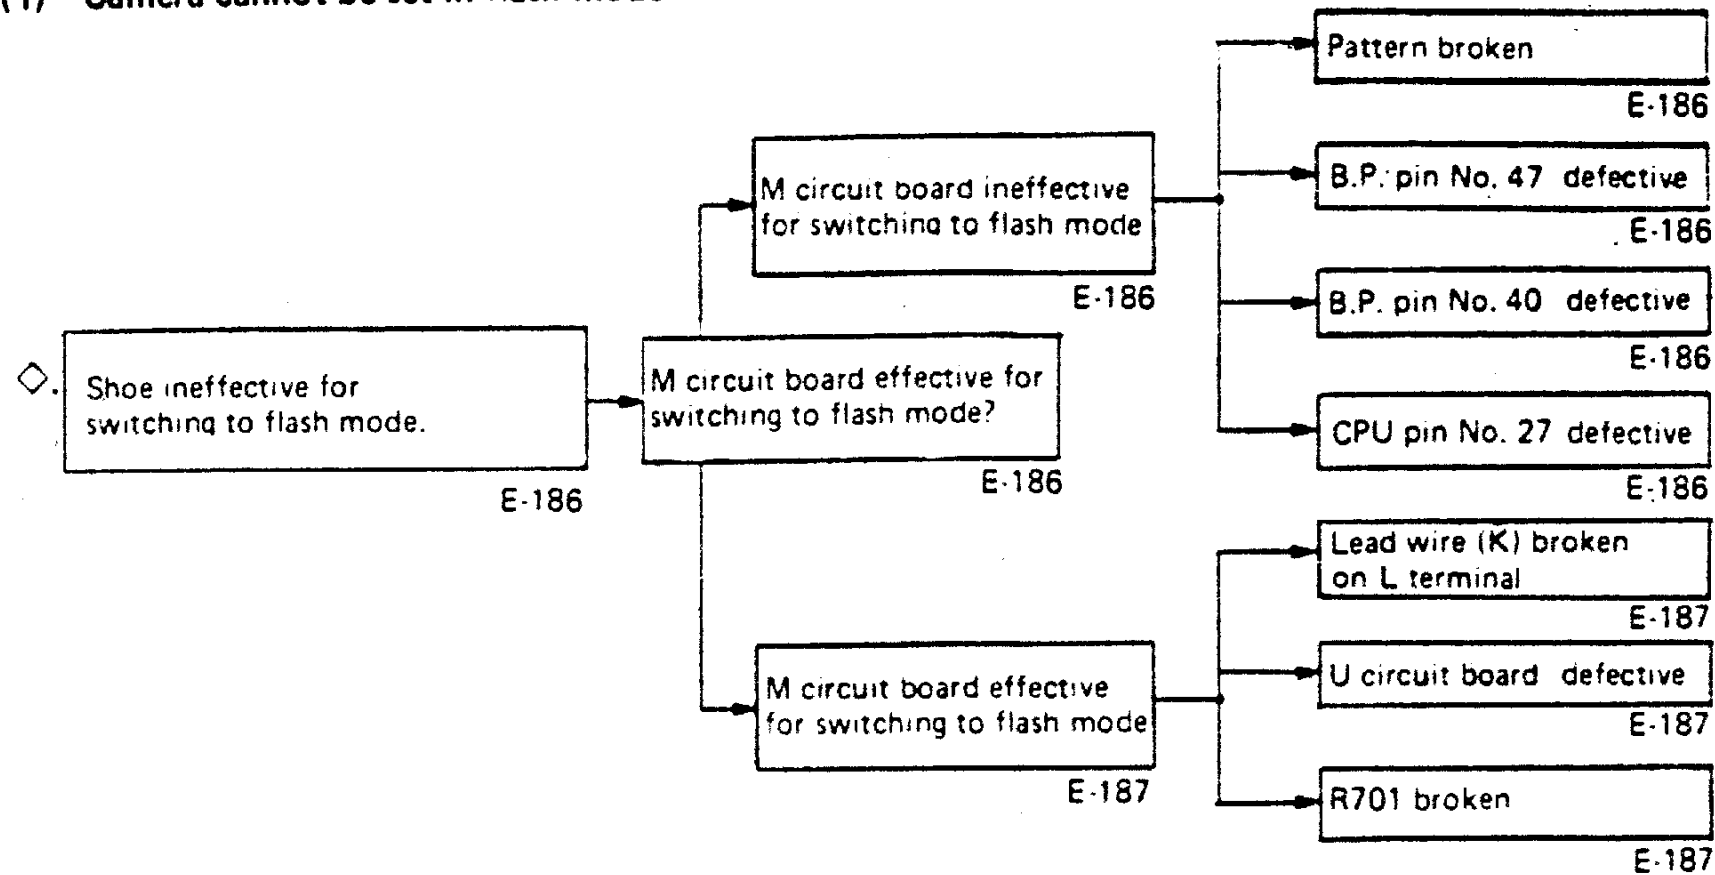 Pattern broken
E-186
M circuit board ineffective
for switching to flash mode
E-186
B.P. pin No. 47 defective
E-186
B.P. pin No. 40 defective
E-186
Shoe ineffective for
switching to flash mode.
E-186
M circuit board effective for
switching to flash mode?
E-186
CPU pin No. 27 defective
E-186
Lead wire (K) broken
on L terminal
E-187
M circuit board effective
for switching to flash mode
E-187
U circuit board defective
E-187
R701 broken
E-187